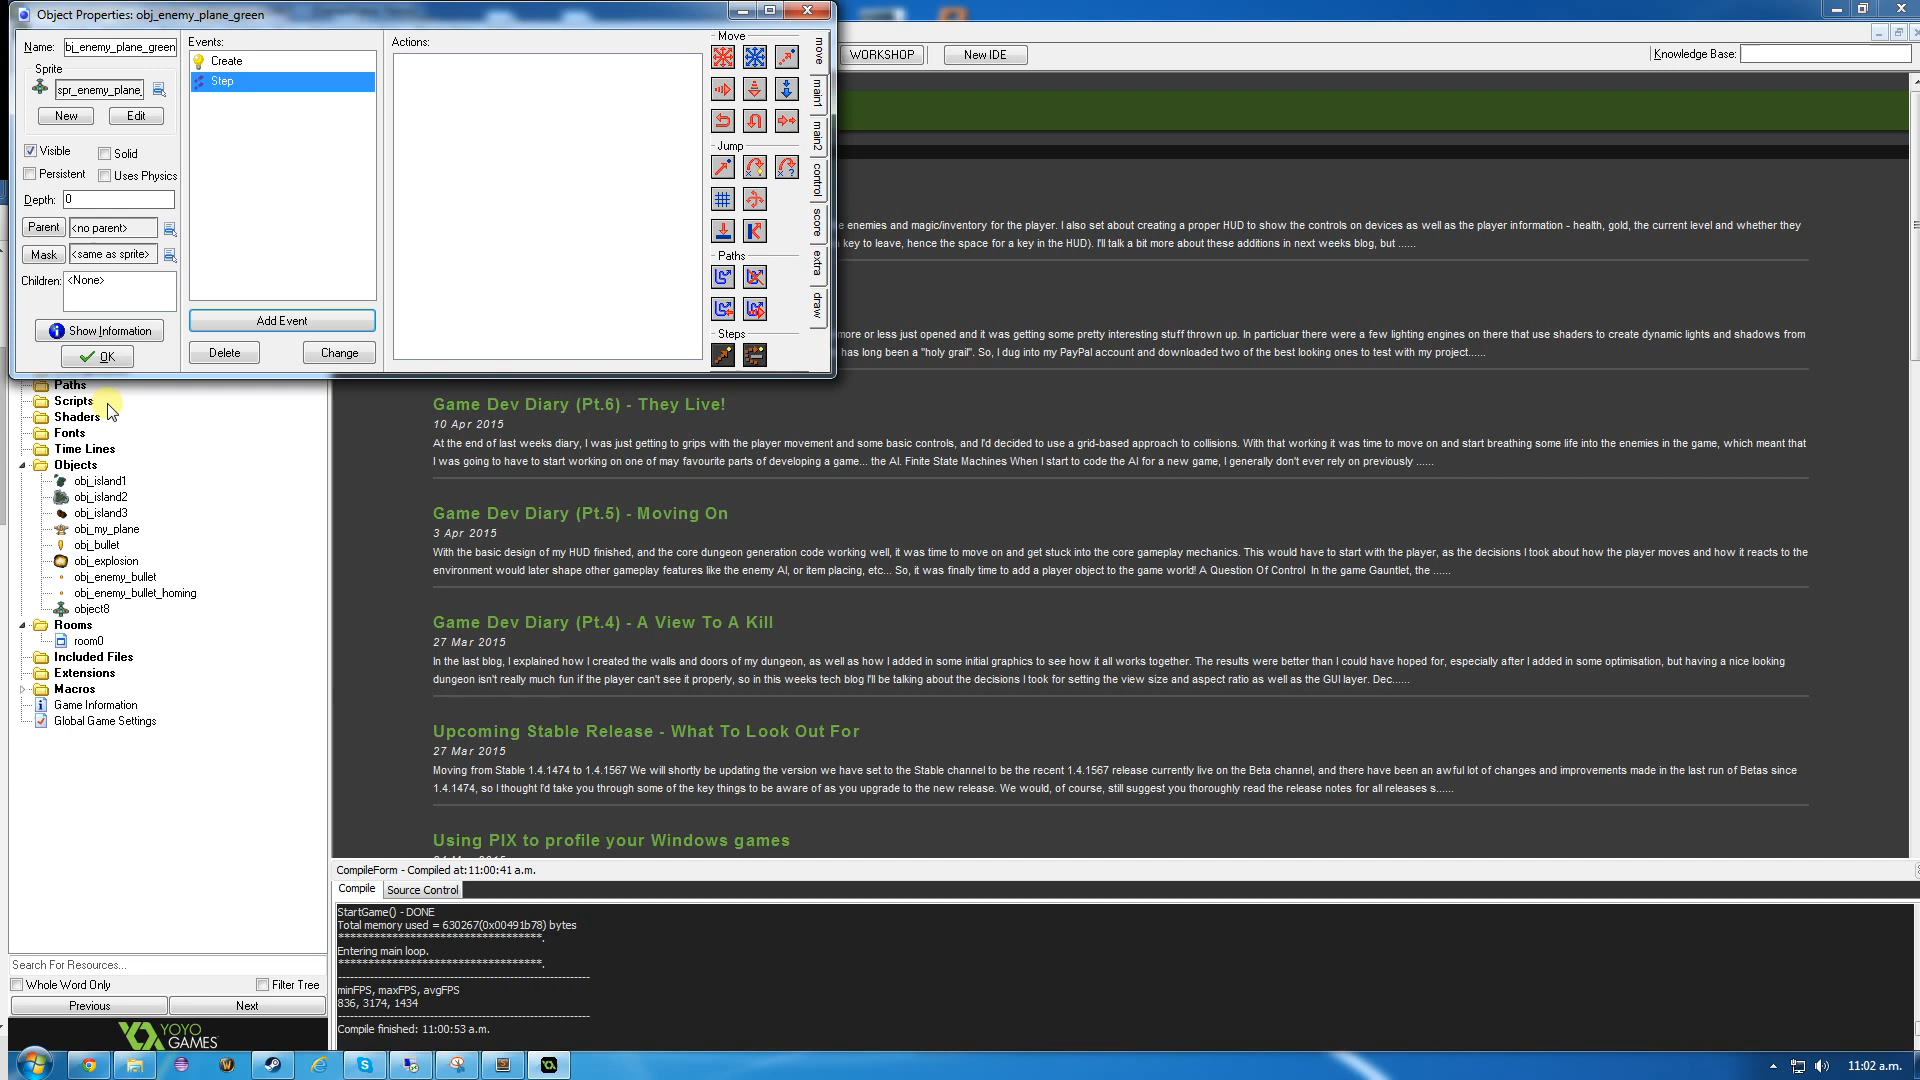 Object Properties: obj_enemy_plane_green
Name: bj_enemy_plane_green
Sprite
spr_enemy_plane_
New Edit
Visible Solid
Persistent Uses Physics
Depth: 0
Parent <no parent>
Mask <same as sprite>
Children: <None>
Show Information
OK
Events:
Create
Step
Add Event
Delete Change
Actions:
Move
Jump
Paths
Steps
move
main1
main2
control
score
extra
draw
WORKSHOP New IDE Knowledge Base:
e enemies and magic/inventory for the player. I also set about creating a proper HUD to show the controls on devices as well as the player information - health, gold, the current level and whether they
key to leave, hence the space for a key in the HUD). I'll talk a bit more about these additions in next weeks blog, but ......
more or less just opened and it was getting some pretty interesting stuff thrown up. In particluar there were a few lighting engines on there that use shaders to create dynamic lights and shadows from
has long been a "holy grail". So, I dug into my PayPal account and downloaded two of the best looking ones to test with my project......
Game Dev Diary (Pt.6) - They Live!
10 Apr 2015
At the end of last weeks diary, I was just getting to grips with the player movement and some basic controls, and I'd decided to use a grid-based approach to collisions. With that working it was time to move on and start breathing some life into the enemies in the game, which meant that
I was going to have to start working on one of may favourite parts of developing a game... the AI. Finite State Machines When I start to code the AI for a new game, I generally don't ever rely on previously ......
Game Dev Diary (Pt.5) - Moving On
3 Apr 2015
With the basic design of my HUD finished, and the core dungeon generation code working well, it was time to move on and get stuck into the core gameplay mechanics. This would have to start with the player, as the decisions I took about how the player moves and how it reacts to the
environment would later shape other gameplay features like the enemy AI, or item placing, etc... So, it was finally time to add a player object to the game world! A Question Of Control In the game Gauntlet, the ......
Game Dev Diary (Pt.4) - A View To A Kill
27 Mar 2015
In the last blog, I explained how I created the walls and doors of my dungeon, as well as how I added in some initial graphics to see how it all works together. The results were better than I could have hoped for, especially after I added in some optimisation, but having a nice looking
dungeon isn't really much fun if the player can't see it properly, so in this weeks tech blog I'll be talking about the decisions I took for setting the view size and aspect ratio as well as the GUI layer. Dec......
Upcoming Stable Release - What To Look Out For
27 Mar 2015
Moving from Stable 1.4.1474 to 1.4.1567 We will shortly be updating the version we have set to the Stable channel to be the recent 1.4.1567 release currently live on the Beta channel, and there have been an awful lot of changes and improvements made in the last run of Betas since
1.4.1474, so I thought I'd take you through some of the key things to be aware of as you upgrade to the new release. We would, of course, still suggest you thoroughly read the release notes for all releases s......
Using PIX to profile your Windows games
Paths
Scripts
Shaders
Fonts
Time Lines
Objects
obj_island1
obj_island2
obj_island3
obj_my_plane
obj_bullet
obj_explosion
obj_enemy_bullet
obj_enemy_bullet_homing
object8
Rooms
room0
Included Files
Extensions
Macros
Game Information
Global Game Settings
Search For Resources...
Whole Word Only Filter Tree
Previous Next
YOYO
GAMES
CompileForm - Compiled at:11:00:41 a.m.
Compile Source Control
StartGame() - DONE
Total memory used = 630267(0x00491b78) bytes
**********************************.
Entering main loop.
**********************************.
minFPS, maxFPS, avgFPS
836, 3174, 1434
Compile finished: 11:00:53 a.m.
11:02 a.m.